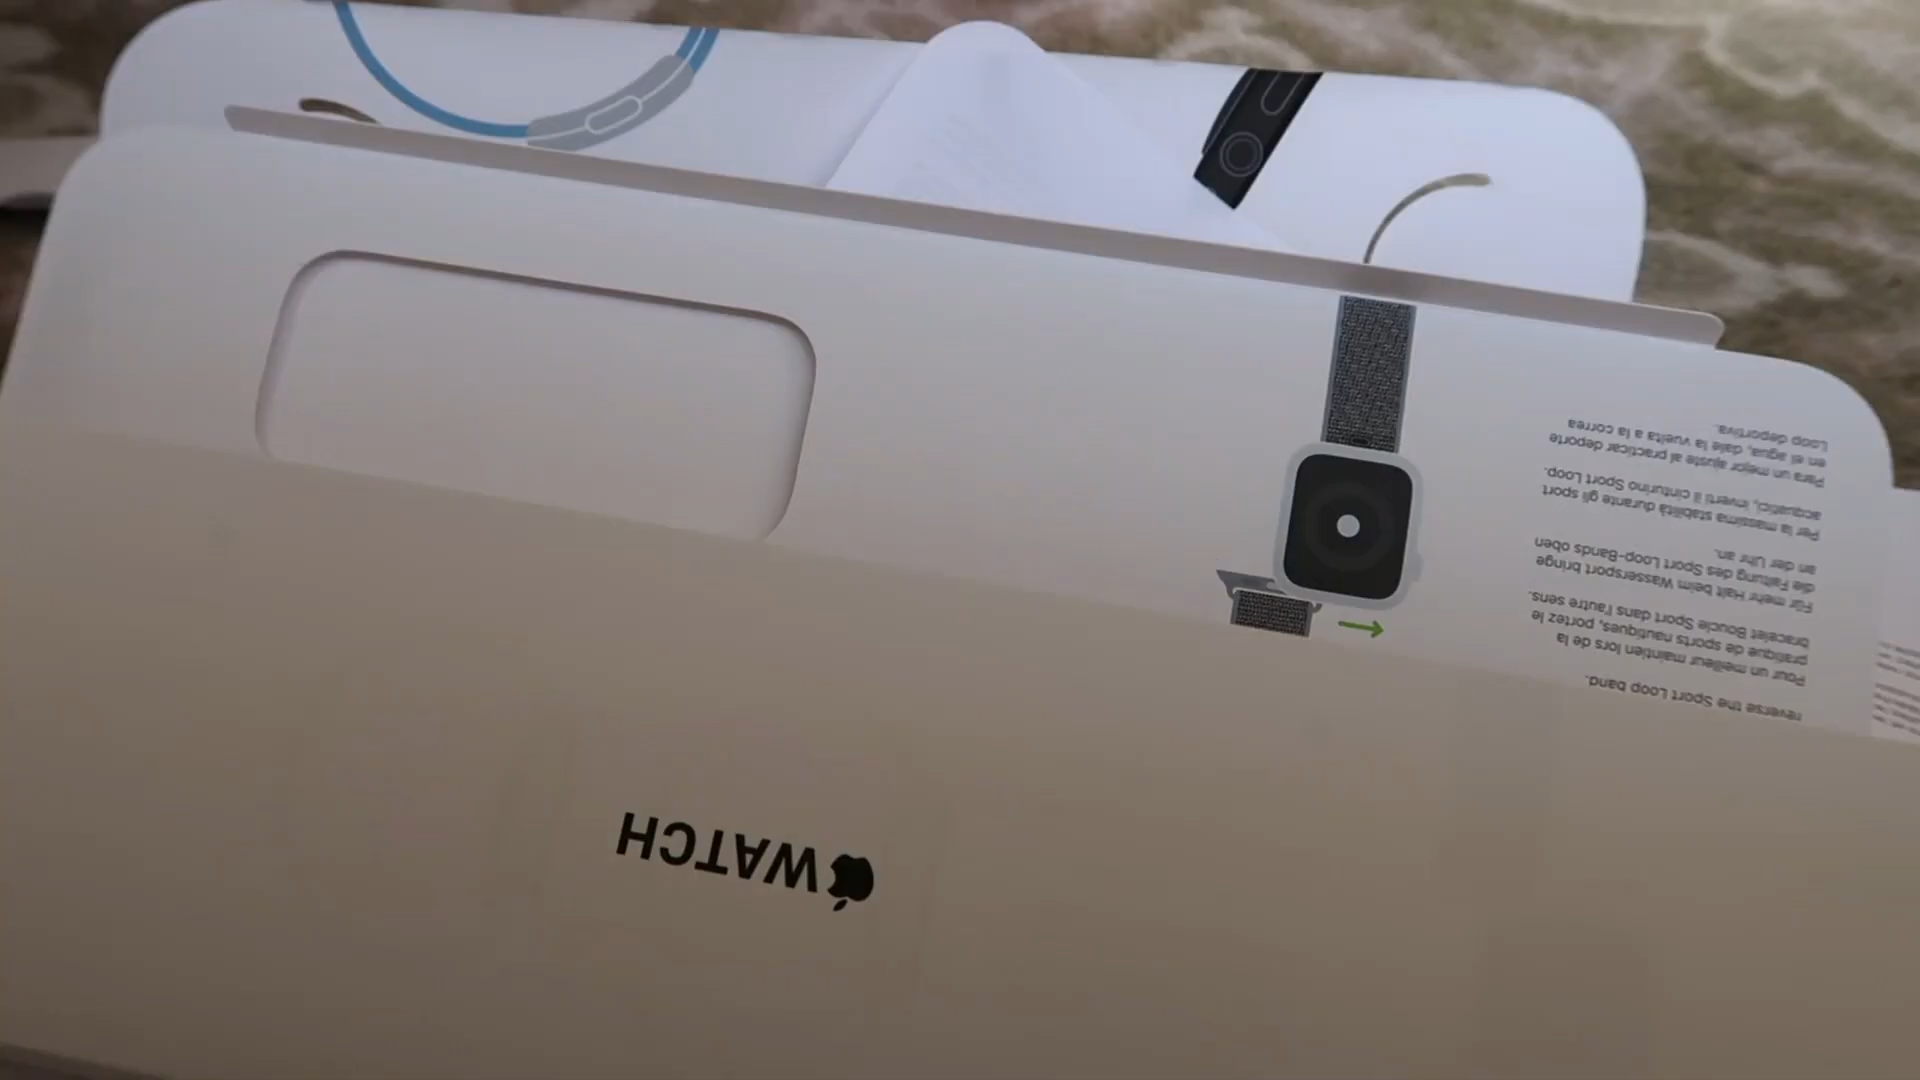 WATCH
reverse the Sport Loop band.
Pour un meilleur maintien lors de la
pratique de sports nautiques, portez le
bracelet Boucle Sport dans l'autre sens.
Für mehr Halt beim Wassersport bringe
die Faltung des Sport Loop-Bands oben
an der Uhr an.
Per la massima stabilità durante gli sport
acquatici, inverti il cinturino Sport Loop.
Para un mejor ajuste al practicar deporte
en el agua, dale la vuelta a la correa
Loop deportiva.